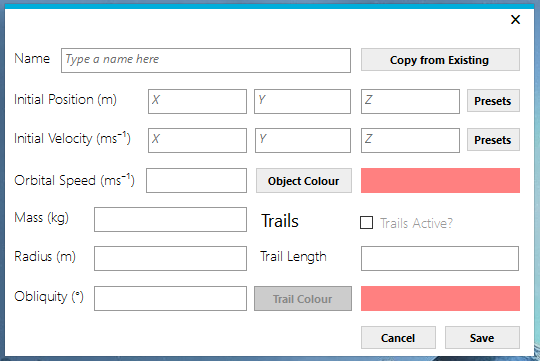 Name Type a name here Copy from Existing
Initial Position (m) X Y Z Presets
Initial Velocity (ms⁻¹) X Y Z Presets
Orbital Speed (ms⁻¹) Object Colour
Mass (kg) Trails Trails Active?
Radius (m) Trail Length
Obliquity (°) Trail Colour
Cancel Save